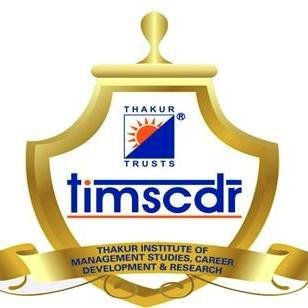 THAKUR
®
TRUSTS
timscdr
THAKUR INSTITUTE OF
MANAGEMENT STUDIES, CAREER
DEVELOPMENT & RESEARCH